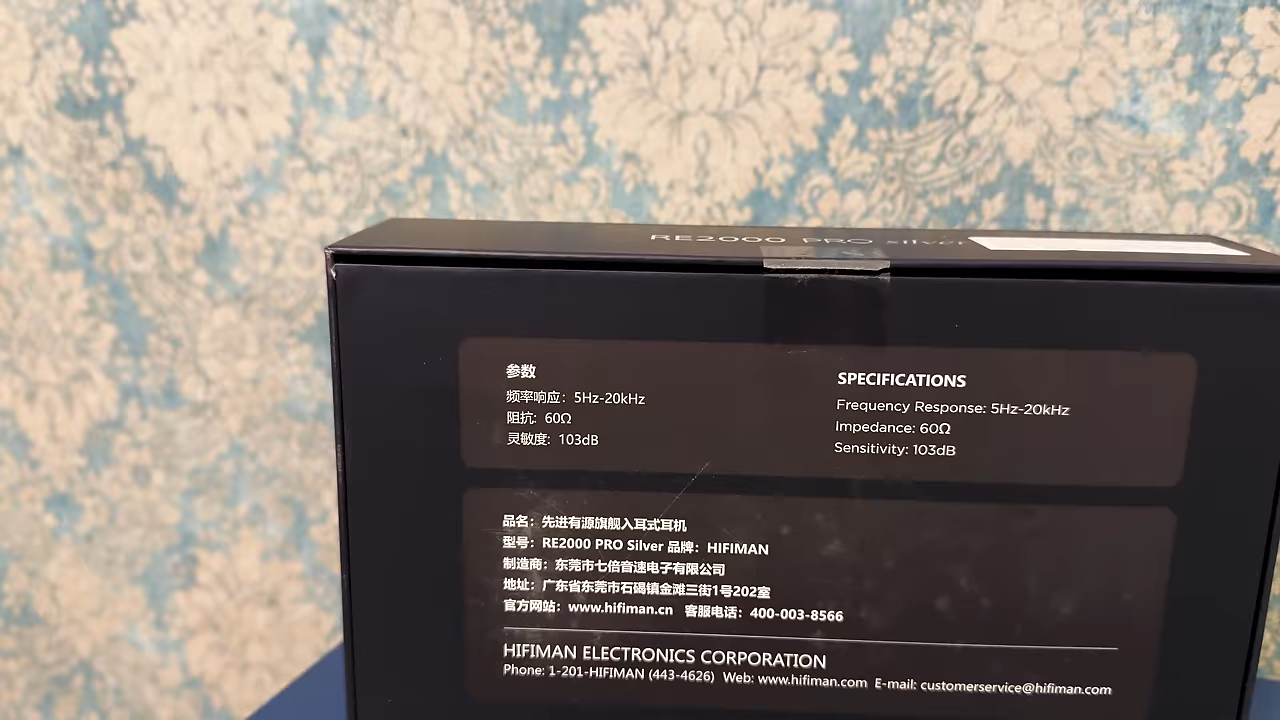 RE2000 PRO silver
参数
频率响应：5Hz-20kHz
阻抗: 60Ω
灵敏度: 103dB
SPECIFICATIONS
Frequency Response: 5Hz-20kHz
Impedance: 60Ω
Sensitivity: 103dB
品名：先进有源旗舰入耳式耳机
型号：RE2000 PRO Silver 品牌：HIFIMAN
制造商：东莞市七倍音速电子有限公司
地址：广东省东莞市石碣镇金滩三街1号202室
官方网站：www.hifiman.cn 客服电话：400-003-8566
HIFIMAN ELECTRONICS CORPORATION
Phone: 1-201-HIFIMAN (443-4626) Web: www.hifiman.com E-mail: customerservice@hifiman.com